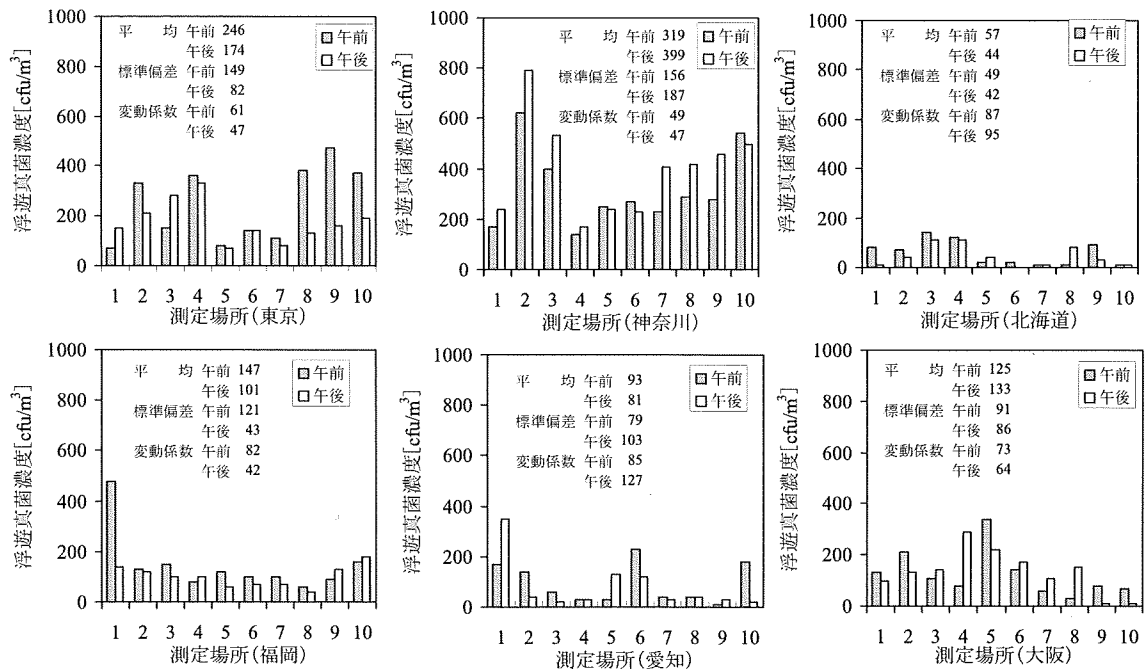 1000
800
600
400
200
0
浮遊真菌濃度[cfu/m³]
平 均 午前 246
午後 174
標準偏差 午前 149
午後 82
変動係数 午前 61
午後 47
午前
午後
1 2 3 4 5 6 7 8 9 10
測定場所(東京)
1000
800
600
400
200
0
浮遊真菌濃度[cfu/m³]
平 均 午前 319
午後 399
標準偏差 午前 156
午後 187
変動係数 午前 49
午後 47
午前
午後
1 2 3 4 5 6 7 8 9 10
測定場所(神奈川)
1000
800
600
400
200
0
浮遊真菌濃度[cfu/m³]
平 均 午前 57
午後 44
標準偏差 午前 49
午後 42
変動係数 午前 87
午後 95
午前
午後
1 2 3 4 5 6 7 8 9 10
測定場所(北海道)
1000
800
600
400
200
0
浮遊真菌濃度[cfu/m³]
平 均 午前 147
午後 101
標準偏差 午前 121
午後 43
変動係数 午前 82
午後 42
午前
午後
1 2 3 4 5 6 7 8 9 10
測定場所(福岡)
1000
800
600
400
200
0
浮遊真菌濃度[cfu/m³]
平 均 午前 93
午後 81
標準偏差 午前 79
午後 103
変動係数 午前 85
午後 127
午前
午後
1 2 3 4 5 6 7 8 9 10
測定場所(愛知)
1000
800
600
400
200
0
浮遊真菌濃度[cfu/m³]
平 均 午前 125
午後 133
標準偏差 午前 91
午後 86
変動係数 午前 73
午後 64
午前
午後
1 2 3 4 5 6 7 8 9 10
測定場所(大阪)